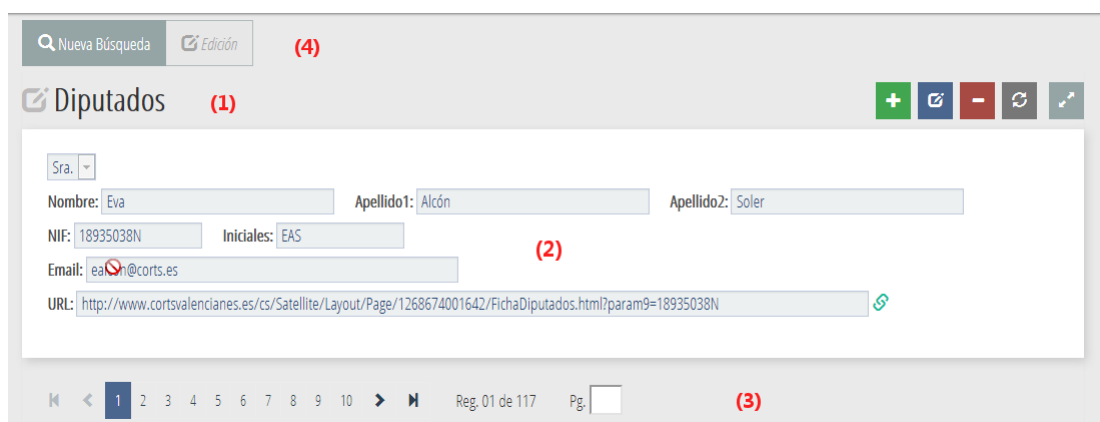 Nueva Búsqueda Edición (4)
Diputados (1)
Sra.
Nombre: Eva Apellido1: Alcón Apellido2: Soler
NIF: 18935038N Iniciales: EAS
(2)
Email: @corts.es
URL: http://www.cortsvalencianes.es/cs/Satellite/Layout/Page/1268674001642/FichaDiputados.html?param9=18935038N
1 2 3 4 5 6 7 8 9 10 Reg. 01 de 117 Pg. (3)